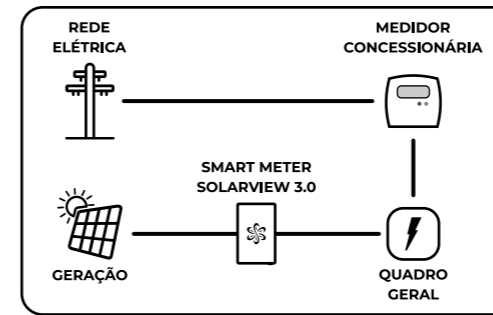 REDE
ELÉTRICA
MEDIDOR
CONCESSIONÁRIA
SMART METER
SOLARVIEW 3.0
GERAÇÃO
QUADRO
GERAL